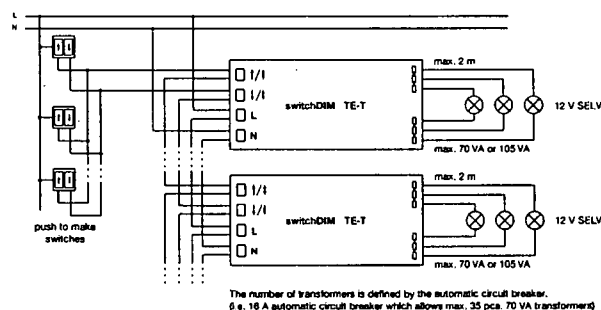 L
N
max. 2 m
↑/↕
↓/↕
L
N
switchDIM TE-T
12 V SELV
max. 70 VA or 105 VA
push to make
switches
max. 2 m
↑/↕
↓/↕
L
N
switchDIM TE-T
12 V SELV
max. 70 VA or 105 VA
The number of transformers is defined by the automatic circuit breaker.
(i.e. 16 A automatic circuit breaker which allows max. 35 pcs. 70 VA transformers)